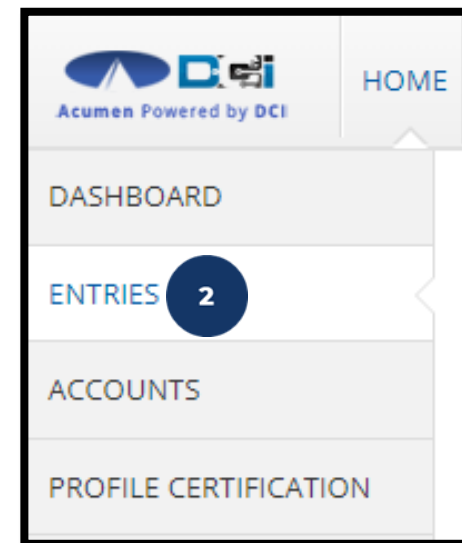 DCi
Acumen Powered by DCI
HOME
DASHBOARD
ENTRIES 2
ACCOUNTS
PROFILE CERTIFICATION